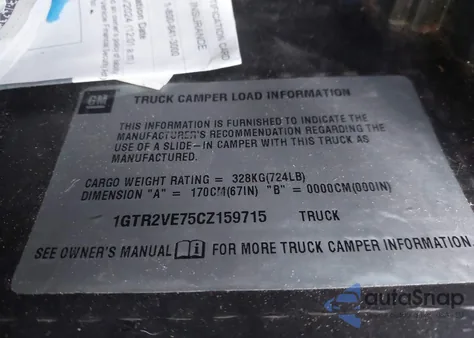 INSURANCE
GM
TRUCK CAMPER LOAD INFORMATION
THIS INFORMATION IS FURNISHED TO INDICATE THE
MANUFACTURER'S RECOMMENDATION REGARDING THE
USE OF A SLIDE-IN CAMPER WITH THIS TRUCK AS
MANUFACTURED.
CARGO WEIGHT RATING = 328KG(724LB)
DIMENSION "A" = 170CM(67IN) "B" = 0000CM(000IN)
1GTR2VE75CZ159715 TRUCK
SEE OWNER'S MANUAL FOR MORE TRUCK CAMPER INFORMATION.
autoSnap